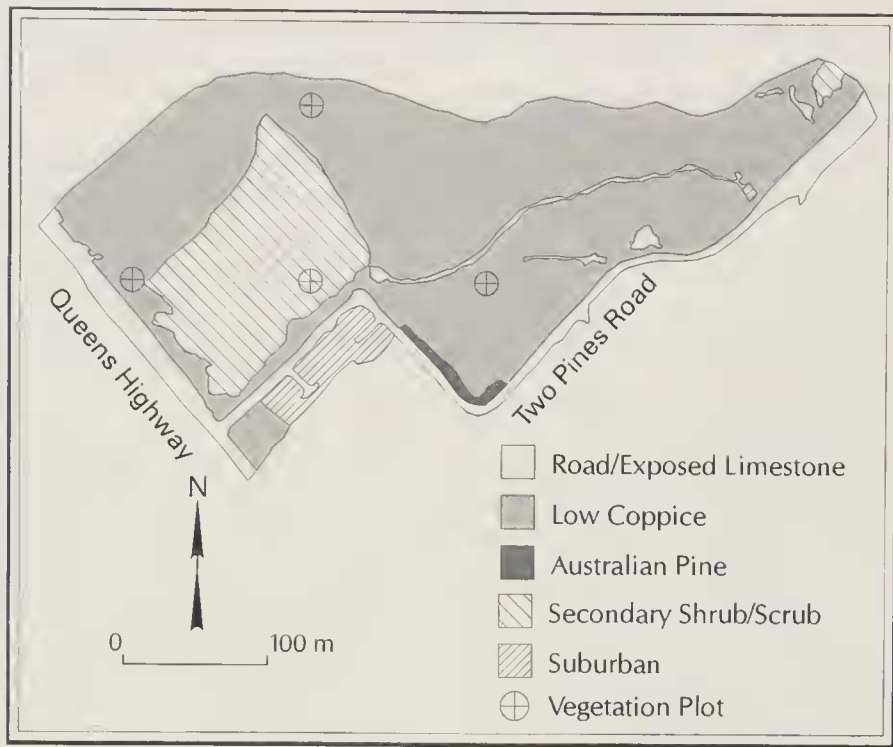 Queens Highway
Two Pines Road
N
0 100 m
Road/Exposed Limestone
Low Coppice
Australian Pine
Secondary Shrub/Scrub
Suburban
Vegetation Plot